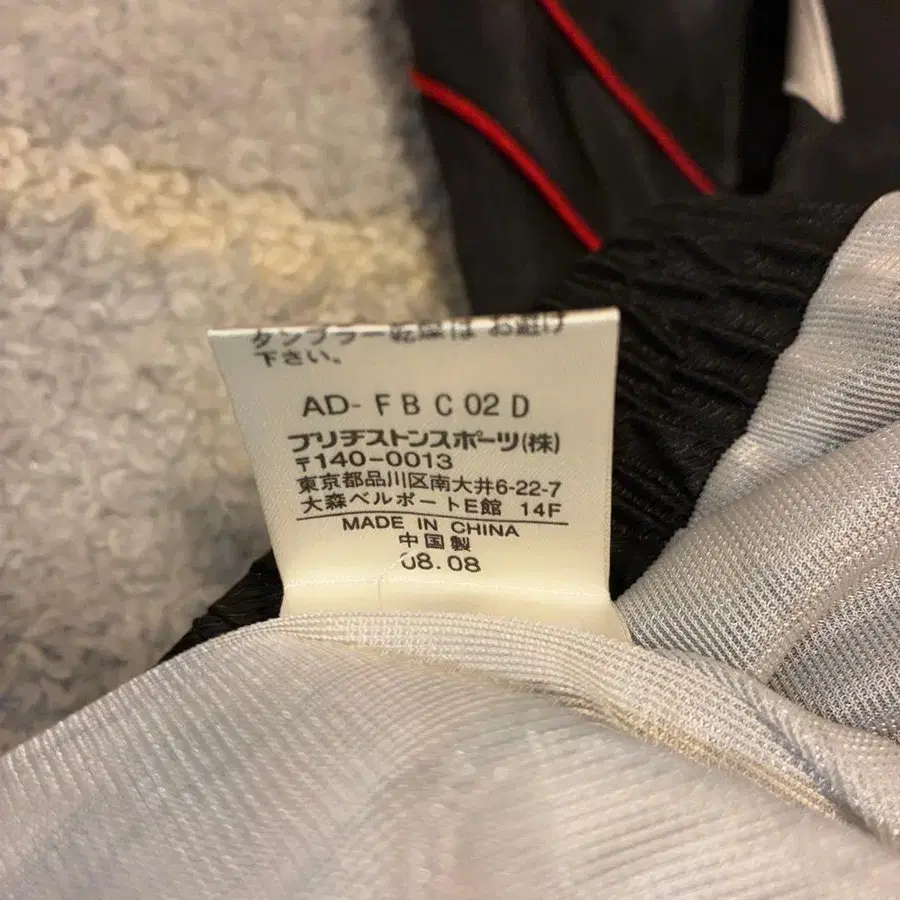 タンブラー乾燥はお避け
下さい。
AD- F B C 02 D
ブリヂストンスポーツ(株)
〒140-0013
東京都品川区南大井6-22-7
大森ベルポートE館 14F
MADE IN CHINA
中国製
08.08